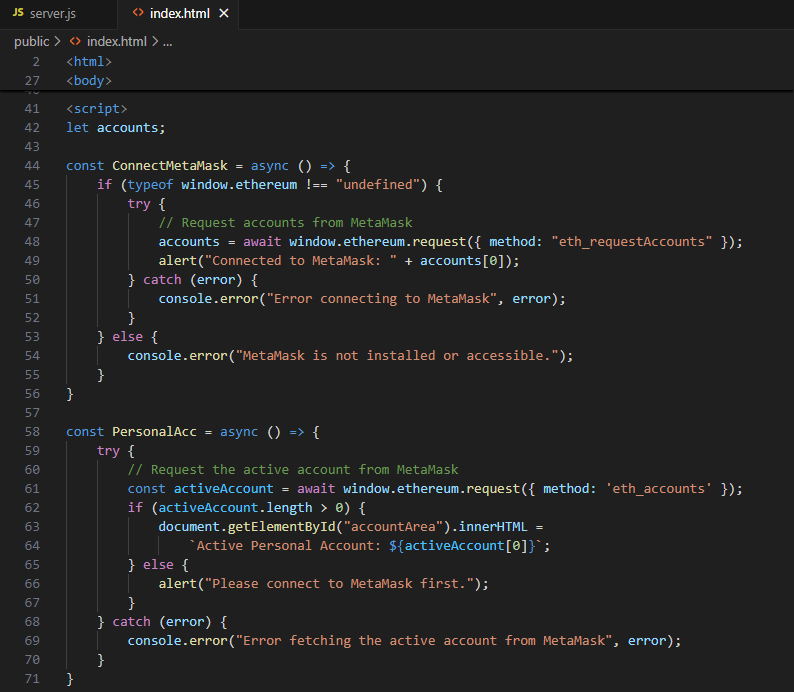 JS server.js <> index.html ×
public > <> index.html > ...
2 <html>
27 <body>
41 <script>
42 let accounts;
43
44 const ConnectMetaMask = async () => {
45 if (typeof window.ethereum !== "undefined") {
46 try {
47 // Request accounts from MetaMask
48 accounts = await window.ethereum.request({ method: "eth_requestAccounts" });
49 alert("Connected to MetaMask: " + accounts[0]);
50 } catch (error) {
51 console.error("Error connecting to MetaMask", error);
52 }
53 } else {
54 console.error("MetaMask is not installed or accessible.");
55 }
56 }
57
58 const PersonalAcc = async () => {
59 try {
60 // Request the active account from MetaMask
61 const activeAccount = await window.ethereum.request({ method: 'eth_accounts' });
62 if (activeAccount.length > 0) {
63 document.getElementById("accountArea").innerHTML =
64 `Active Personal Account: ${activeAccount[0]}`;
65 } else {
66 alert("Please connect to MetaMask first.");
67 }
68 } catch (error) {
69 console.error("Error fetching the active account from MetaMask", error);
70 }
71 }